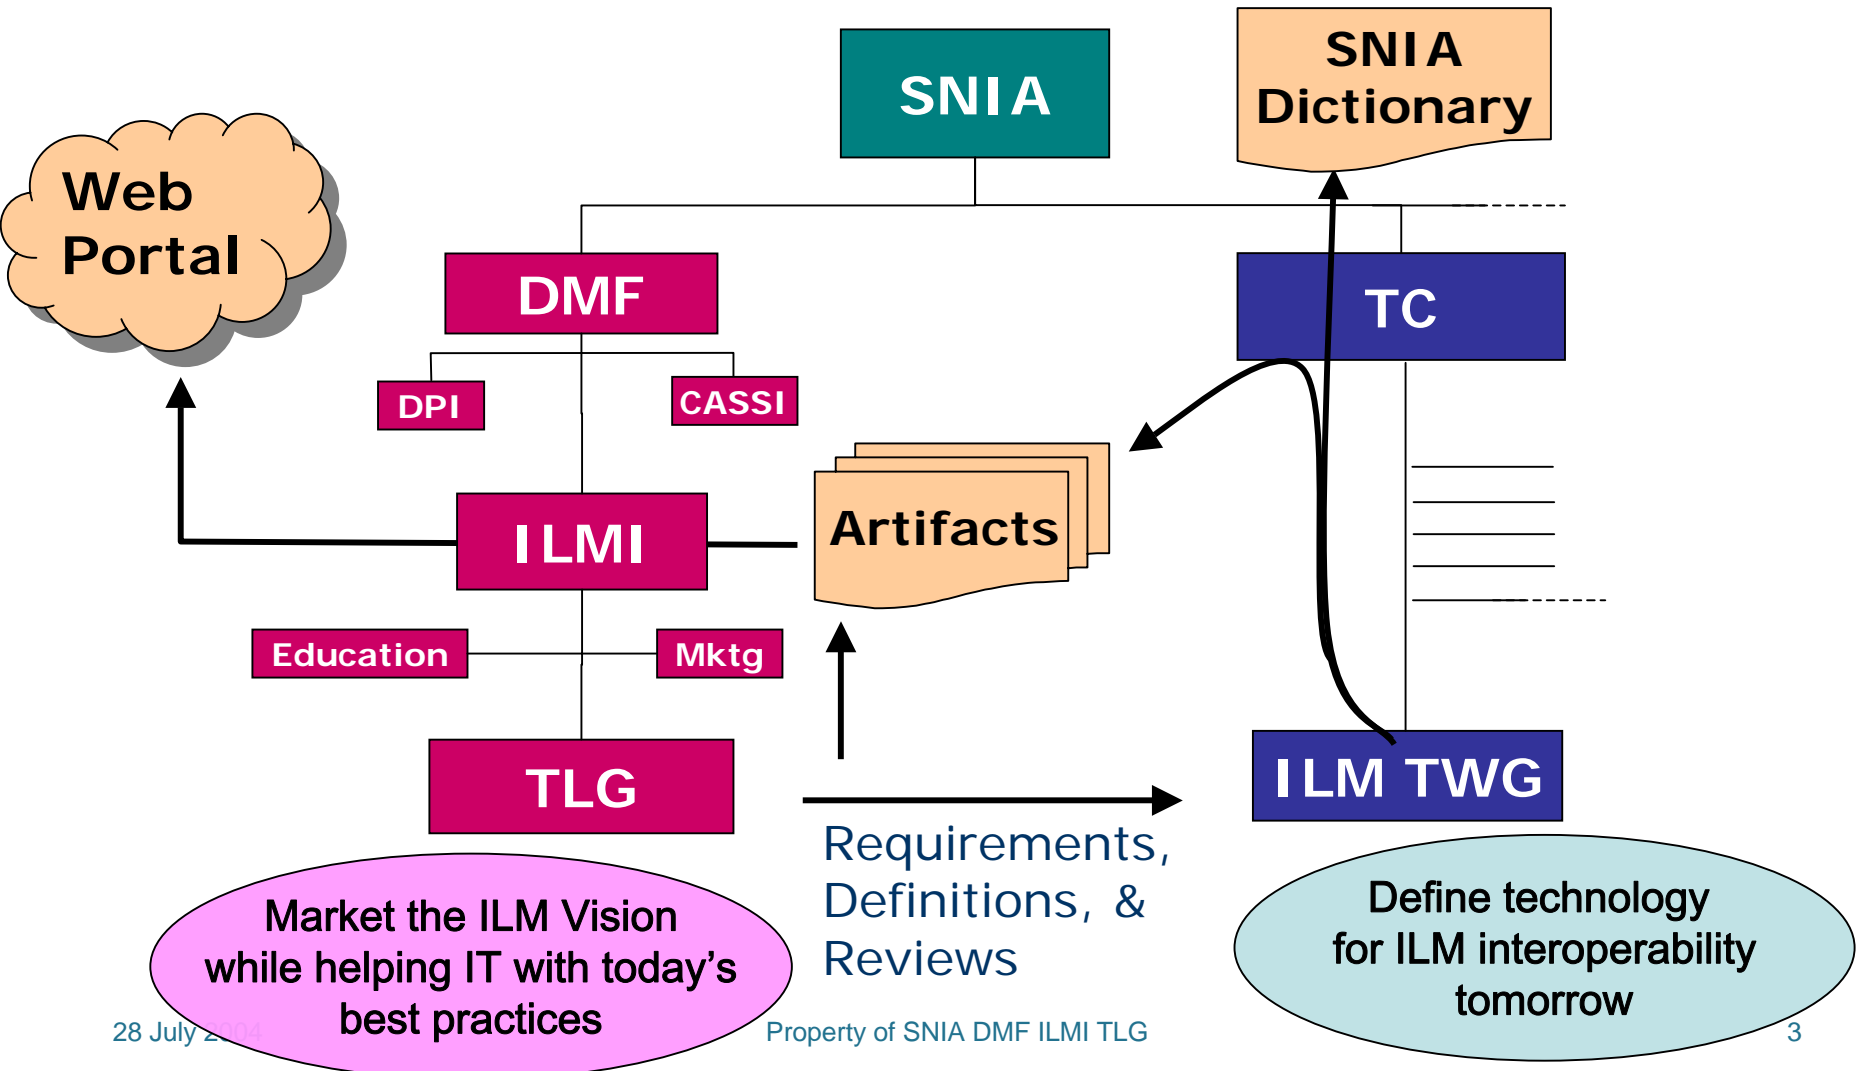 SNIA
SNIA
Dictionary
Web
Portal
DMF
TC
DPI
CASSI
ILMI
Artifacts
Education
Mktg
TLG
ILM TWG
Requirements,
Definitions, &
Reviews
Market the ILM Vision
while helping IT with today's
best practices
Define technology
for ILM interoperability
tomorrow
28 July 2004
Property of SNIA DMF ILMI TLG
3